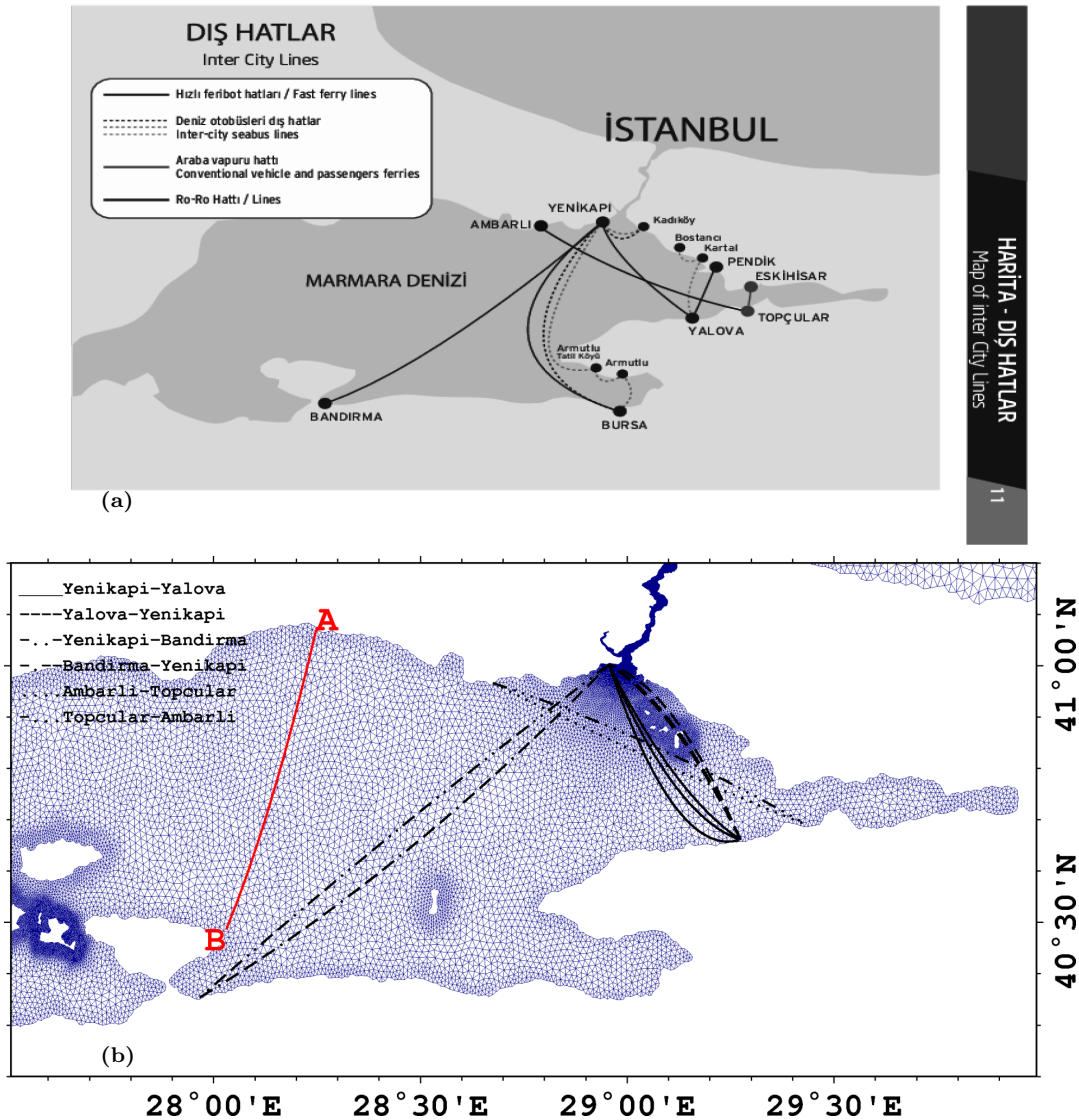 DIŞ HATLAR
Inter City Lines
Hızlı feribot hatları / Fast ferry lines
Deniz otobüsleri dış hatlar
Inter-city seabus lines
Araba vapuru hattı
Conventional vehicle and passengers ferries
Ro-Ro Hattı / Lines
İSTANBUL
YENİKAPI
AMBARLI
Kadıköy
Bostancı
Kartal
PENDİK
ESKİHİSAR
MARMARA DENİZİ
TOPÇULAR
YALOVA
Armutlu
Tatil Köyü
Armutlu
BANDIRMA
BURSA
HARİTA - DIŞ HATLAR
Map of inter City Lines
11
(a)
Yenikapi-Yalova
Yalova-Yenikapi
Yenikapi-Bandirma
Bandirma-Yenikapi
Ambarli-Topcular
Topcular-Ambarli
A
B
41°00'N
40°30'N
(b)
28°00'E
28°30'E
29°00'E
29°30'E